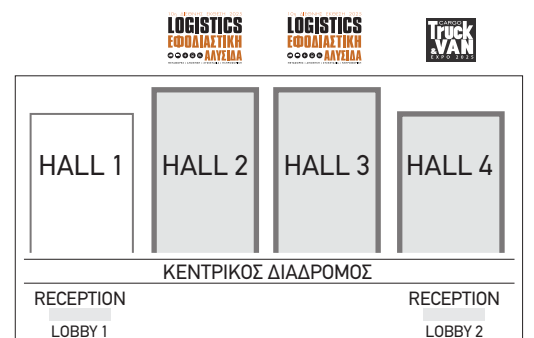 LOGISTICS
ΕΦΟΔΙΑΣΤΙΚΗ
ΑΛΥΣΙΔΑ
LOGISTICS
ΕΦΟΔΙΑΣΤΙΚΗ
ΑΛΥΣΙΔΑ
CARGO
Truck
&VAN
EXPO 2025
HALL 1
HALL 2
HALL 3
HALL 4
ΚΕΝΤΡΙΚΟΣ ΔΙΑΔΡΟΜΟΣ
RECEPTION
RECEPTION
LOBBY 1
LOBBY 2